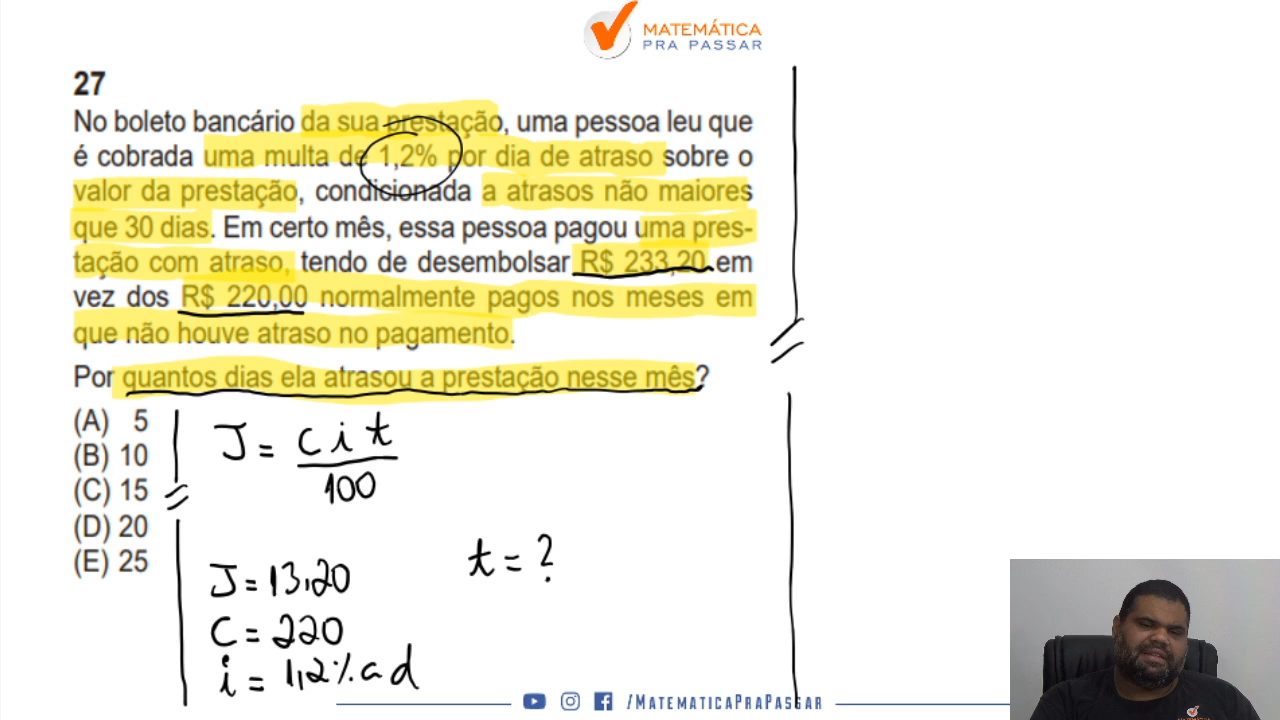 MATEMÁTICA
PRA PASSAR
27
No boleto bancário da sua prestação, uma pessoa leu que
é cobrada uma multa de 1,2% por dia de atraso sobre o
valor da prestação, condicionada a atrasos não maiores
que 30 dias. Em certo mês, essa pessoa pagou uma pres-
tação com atraso, tendo de desembolsar R$ 233,20 em
vez dos R$ 220,00 normalmente pagos nos meses em
que não houve atraso no pagamento.
Por quantos dias ela atrasou a prestação nesse mês?
(A) 5
(B) 10
(C) 15
(D) 20
(E) 25
J = c i t
100
J = 13,20
t = ?
C = 220
i = 1,2% a d
/MATEMATICAPRAPASSAR